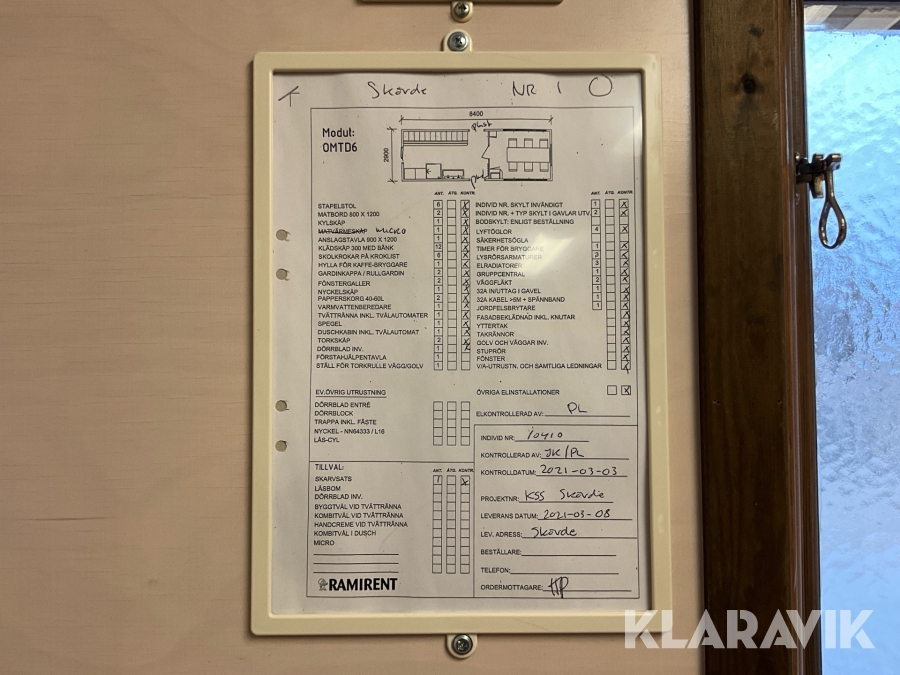 Skövde NR 1 O
8400
Modul:
OMTD6
2900
ANT. ÅTG. KONTR.
STAPELSTOL 6 X
MATBORD 800 X 1200 2 X
KYLSKÅP 1 X
MATVÄRMESKÅP MICRO 1 X
ANSLAGSTAVLA 900 X 1200 1 X
KLÄDSKÅP 300 MED BÄNK 12 X
SKOLKROKAR PÅ KROKLIST 6 X
HYLLA FÖR KAFFE-BRYGGARE 1 X
GARDINKAPPA / RULLGARDIN 2 X
FÖNSTERGALLER 2 X
NYCKELSKÅP 1 X
PAPPERSKORG 40-60L 2 X
VARMVATTENBEREDARE 1 X
TVÄTTRÄNNA INKL. TVÅLAUTOMATER 1 X
SPEGEL 1 X
DUSCHKABIN INKL. TVÅLAUTOMAT 1 X
TORKSKÅP 2 X
DÖRRBLAD INV. 1 X
FÖRSTAHJÄLPENTAVLA
STÄLL FÖR TORKRULLE VÄGG/GOLV 1
ANT. ÅTG. KONTR.
INDIVID NR. SKYLT INVÄNDIGT 1 X
INDIVID NR. + TYP SKYLT I GAVLAR UTV. 2 X
BODSKYLT: ENLIGT BESTÄLLNING
LYFTÖGLOR 4 X
SÄKERHETSÖGLA
TIMER FÖR BRYGGARE 1 X
LYSRÖRSARMATURER 3 X
ELRADIATORER 3 X
GRUPPCENTRAL 1 X
VÄGGFLÄKT 2 X
32A IN/UTTAG I GAVEL 1 X
32A KABEL >5M + SPÄNNBAND 1 X
JORDFELSBRYTARE 1 X
FASADBEKLÄDNAD INKL. KNUTAR X
YTTERTAK X
TAKRÄNNOR X
GOLV OCH VÄGGAR INV. X
STUPRÖR X
FÖNSTER X
V/A-UTRUSTN. OCH SAMTLIGA LEDNINGAR X
EV.ÖVRIG UTRUSTNING
DÖRRBLAD ENTRÉ
DÖRRBLOCK
TRAPPA INKL. FÄSTE
NYCKEL - NN64333 / L16
LÅS-CYL
ÖVRIGA ELINSTALLATIONER X
ELKONTROLLERAD AV: PL
INDIVID NR: 10410
KONTROLLERAD AV: JK/PL
KONTROLLDATUM: 2021-03-03
PROJEKTNR: KSS Skövde
LEVERANS DATUM: 2021-03-08
LEV. ADRESS: Skövde
BESTÄLLARE:
TELEFON:
ORDERMOTTAGARE:
TILLVAL: ANT. ÅTG. KONTR.
SKARVSATS 1 X
LÅSBOM
DÖRRBLAD INV.
BYGGTVÅL VID TVÄTTRÄNNA
KOMBITVÅL VID TVÄTTRÄNNA
HANDCREME VID TVÄTTRÄNNA
KOMBITVÅL I DUSCH
MICRO
RAMIRENT
KLARAVIK